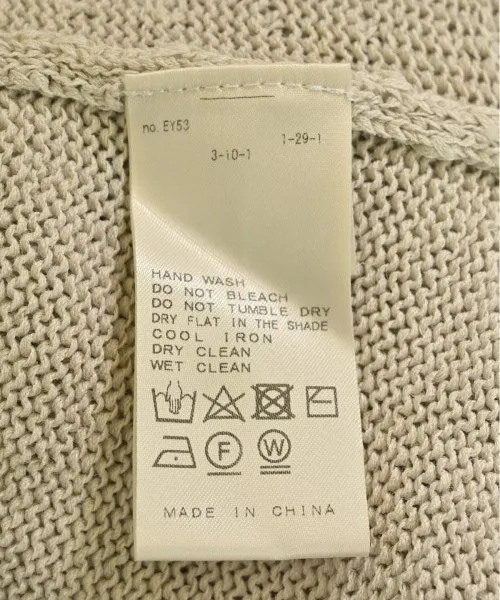 no. EY53
1-29-1
3-10-1
HAND WASH
DO NOT BLEACH
DO NOT TUMBLE DRY
DRY FLAT IN THE SHADE
COOL IRON
DRY CLEAN
WET CLEAN
F W
MADE IN CHINA